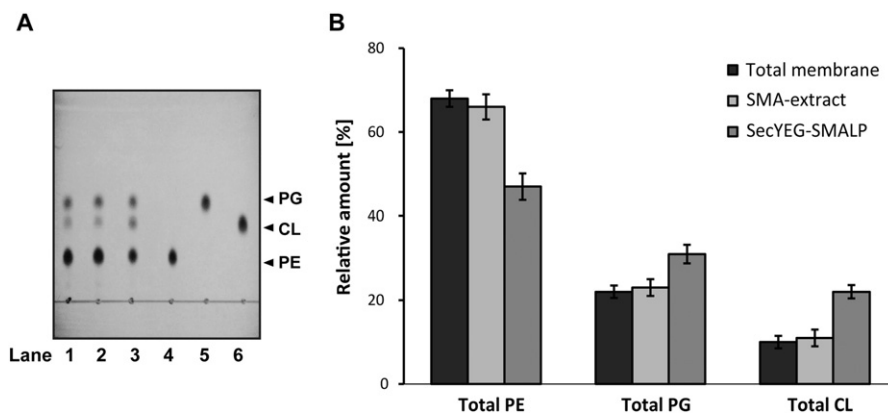 A
PG
CL
PE
Lane 1 2 3 4 5 6
B
80
60
40
20
0
Relative amount [%]
Total membrane
SMA-extract
SecYEG-SMALP
Total PE Total PG Total CL